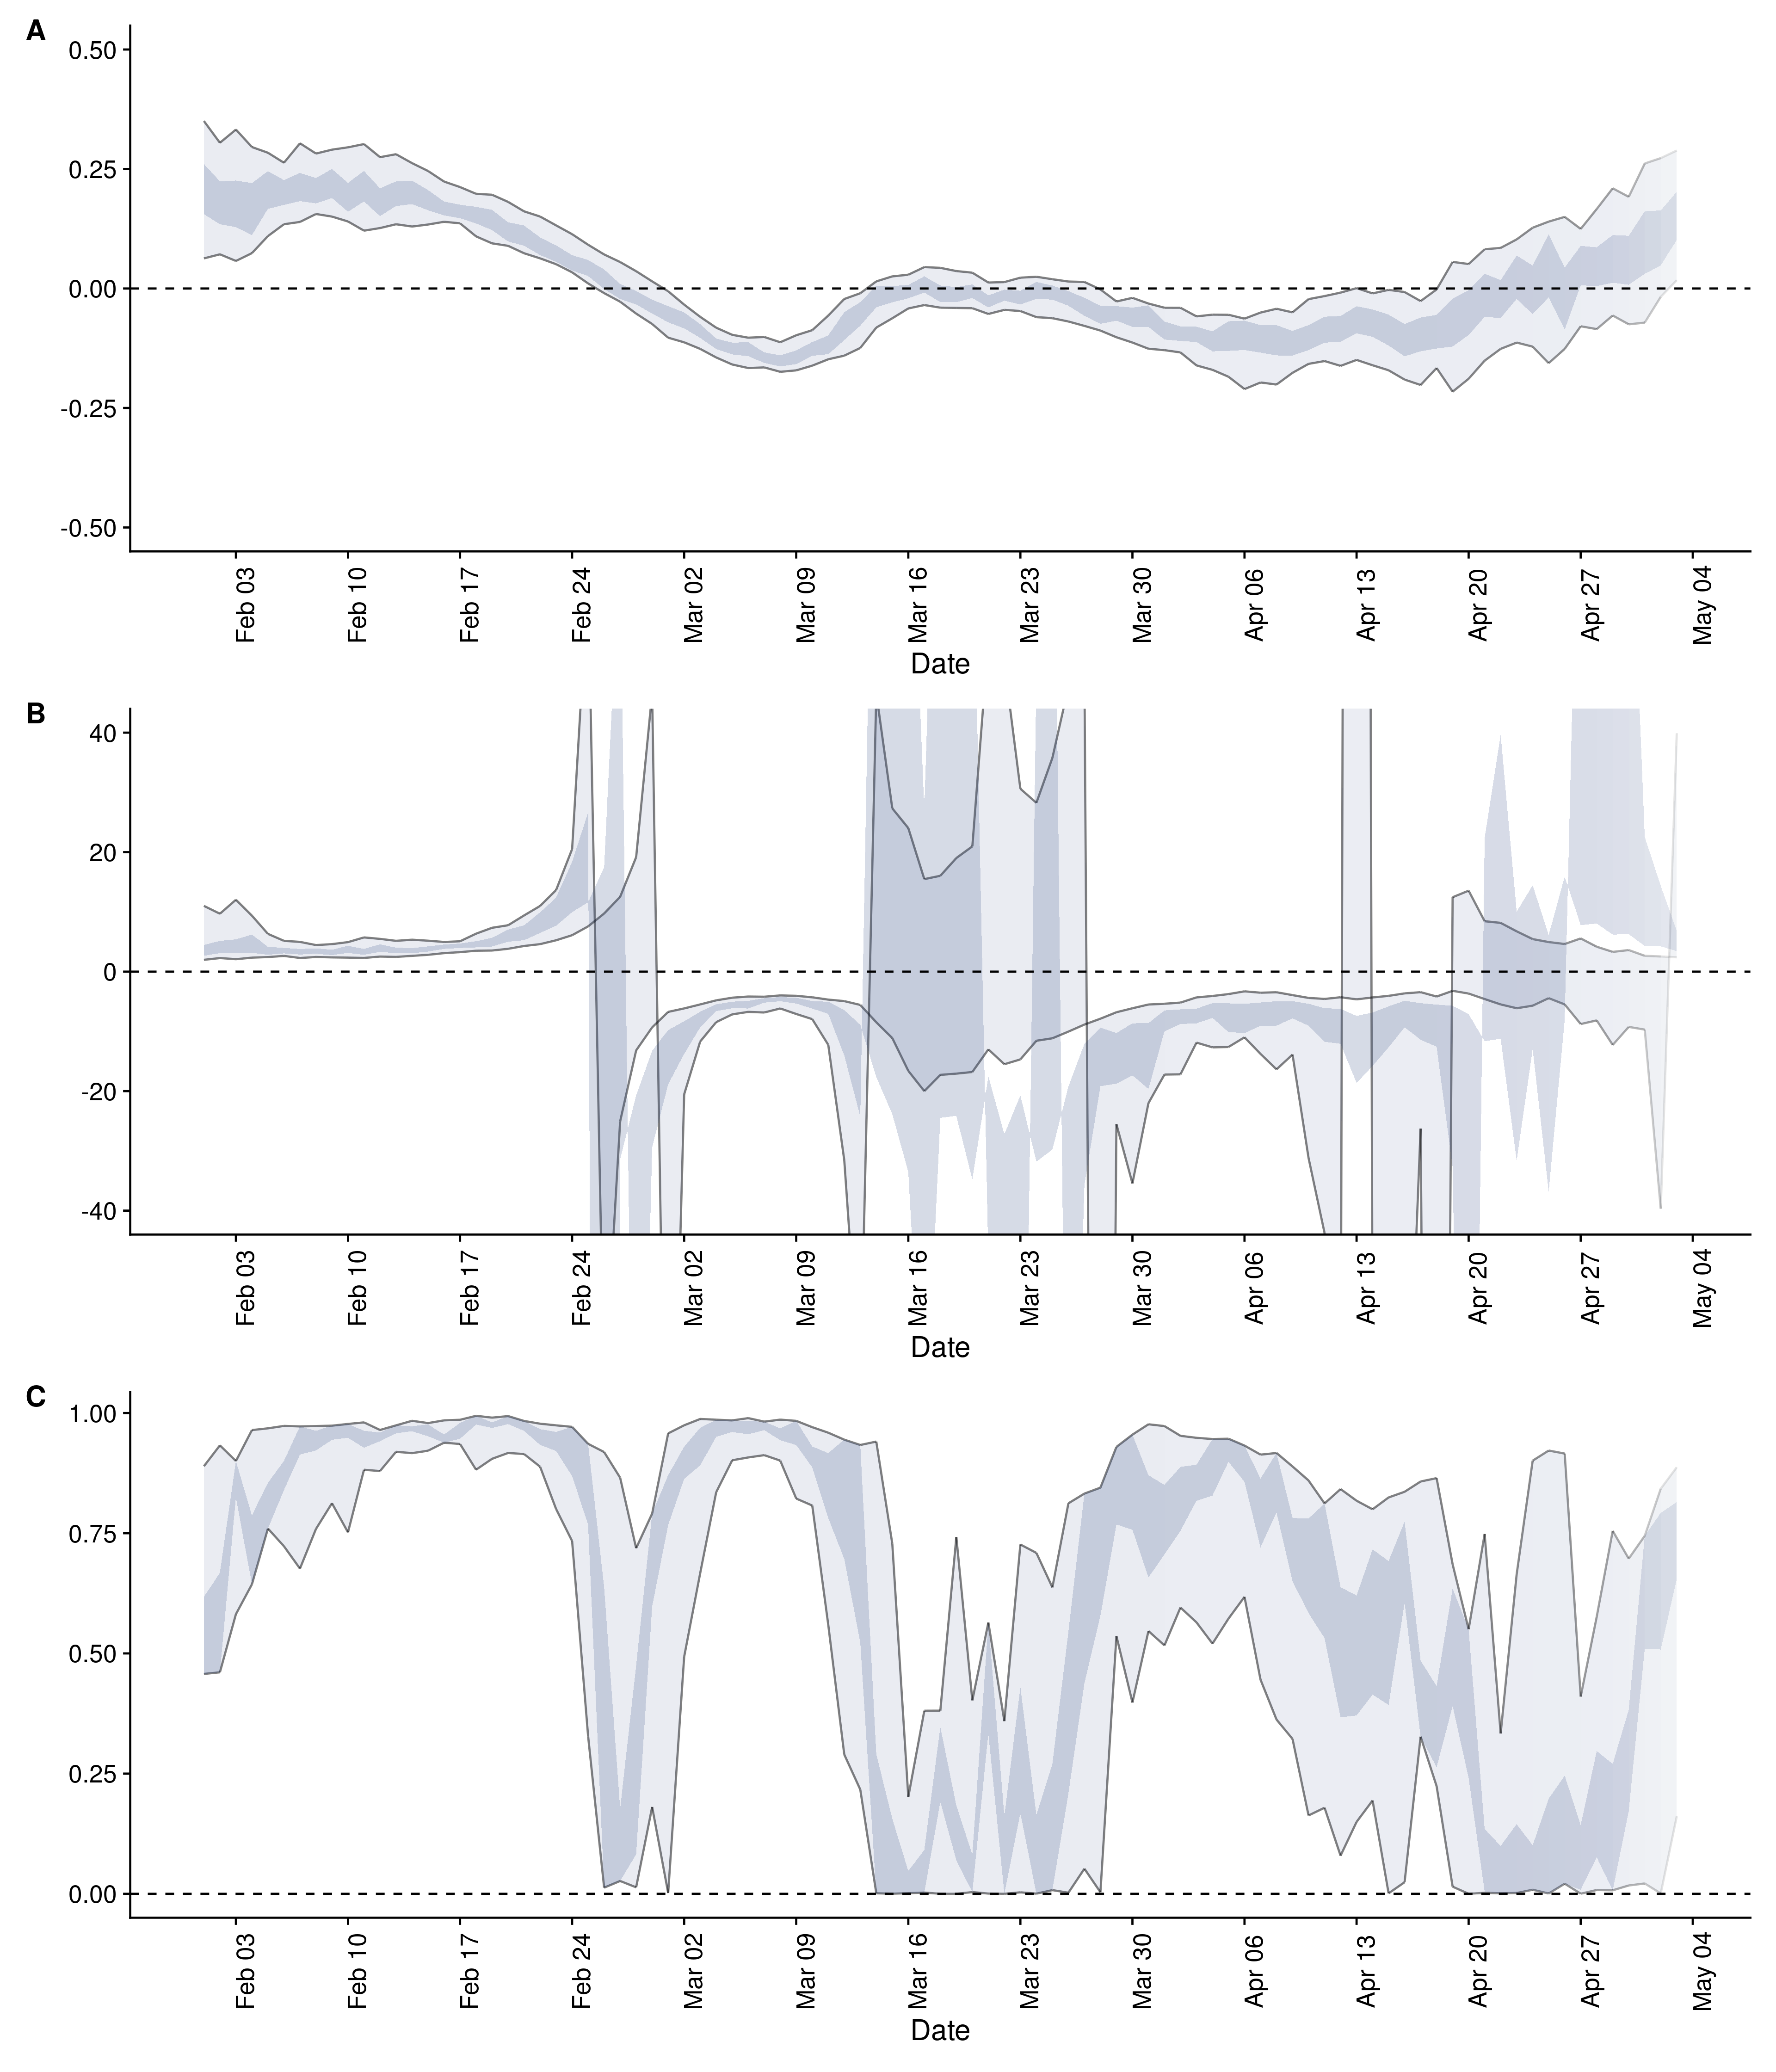 A
0.50
0.25
0.00
-0.25
-0.50
Feb 03
Feb 10
Feb 17
Feb 24
Mar 02
Mar 09
Mar 16
Mar 23
Mar 30
Apr 06
Apr 13
Apr 20
Apr 27
May 04
Date
B
40
20
0
-20
-40
Feb 03
Feb 10
Feb 17
Feb 24
Mar 02
Mar 09
Mar 16
Mar 23
Mar 30
Apr 06
Apr 13
Apr 20
Apr 27
May 04
Date
C
1.00
0.75
0.50
0.25
0.00
Feb 03
Feb 10
Feb 17
Feb 24
Mar 02
Mar 09
Mar 16
Mar 23
Mar 30
Apr 06
Apr 13
Apr 20
Apr 27
May 04
Date